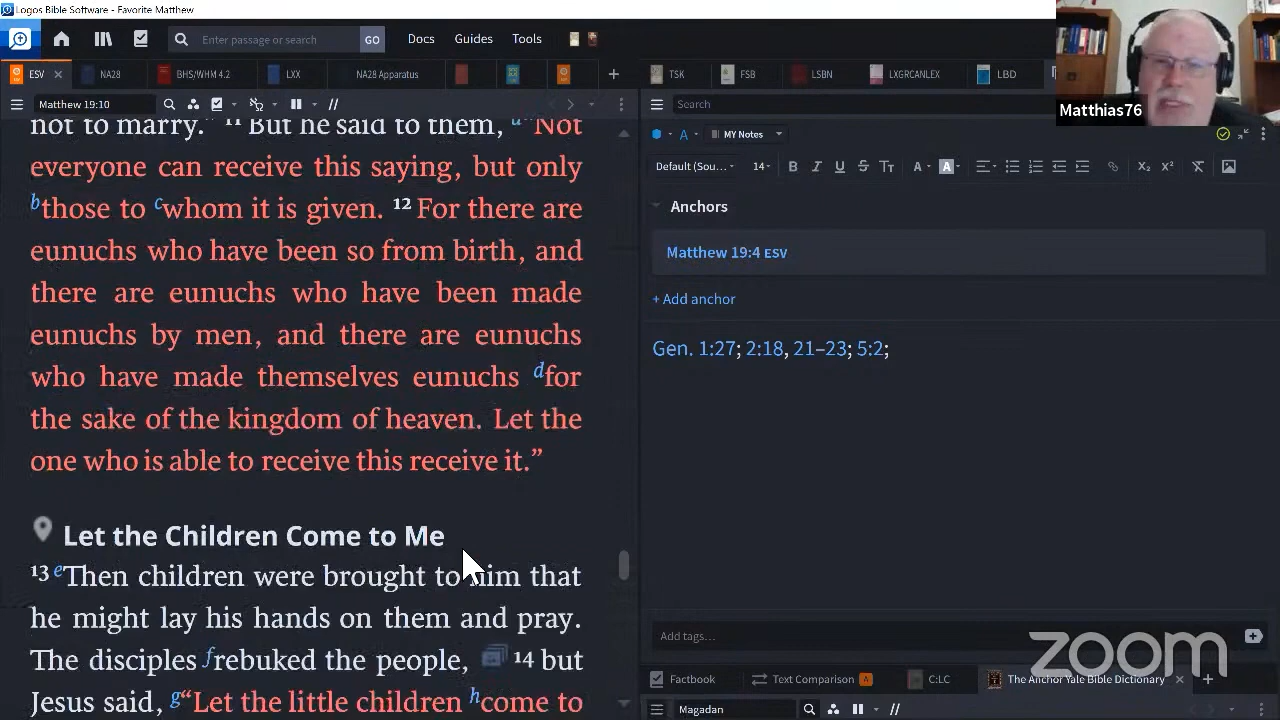 Logos Bible Software - Favorite Matthew
Enter passage or search GO Docs Guides Tools
ESV NA28 BHS/WHM 4.2 LXX NA28 Apparatus
TSK FSB LSBN LXGRCANLEX LBD
Matthew 19:10
Search
Matthias76
MY Notes
Default (Sou... 14
Anchors
Matthew 19:4 ESV
+ Add anchor
Gen. 1:27; 2:18, 21–23; 5:2;
not to marry.” 11 But he said to them, a“Not
everyone can receive this saying, but only
bthose to cwhom it is given. 12 For there are
eunuchs who have been so from birth, and
there are eunuchs who have been made
eunuchs by men, and there are eunuchs
who have made themselves eunuchs dfor
the sake of the kingdom of heaven. Let the
one who is able to receive this receive it.”
Let the Children Come to Me
13 eThen children were brought to him that
he might lay his hands on them and pray.
The disciples frebuked the people, 14 but
Jesus said, g“Let the little children hcome to
Add tags...
zoom
Factbook Text Comparison C:LC The Anchor Yale Bible Dictionary
Magadan